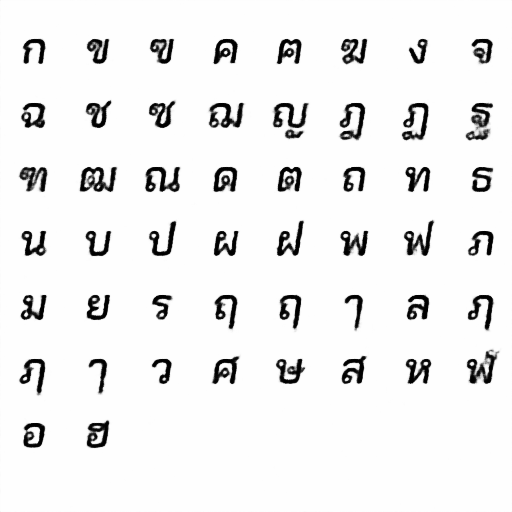 ก ข ฃ ค ฅ ฆ ง จ
ฉ ช ซ ฌ ญ ฎ ฏ ฐ
ฑ ฒ ณ ด ต ถ ท ธ
น บ ป ผ ฝ พ ฟ ภ
ม ย ร ฤ ฤ ๅ ล ฦ
ฦ ๅ ว ศ ษ ส ห ฬ
อ ฮ